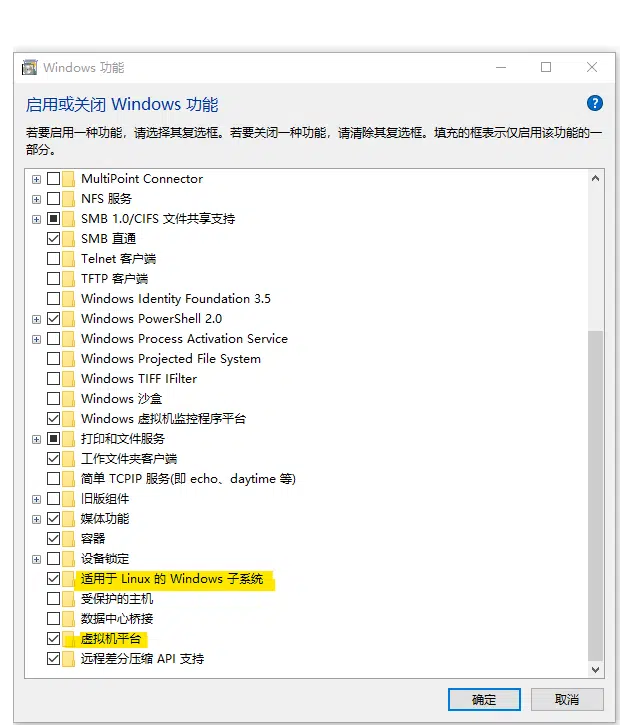 Windows 功能
启用或关闭 Windows 功能
若要启用一种功能，请选择其复选框。若要关闭一种功能，请清除其复选框。填充的框表示仅启用该功能的一
部分。
MultiPoint Connector
NFS 服务
SMB 1.0/CIFS 文件共享支持
SMB 直通
Telnet 客户端
TFTP 客户端
Windows Identity Foundation 3.5
Windows PowerShell 2.0
Windows Process Activation Service
Windows Projected File System
Windows TIFF IFilter
Windows 沙盒
Windows 虚拟机监控程序平台
打印和文件服务
工作文件夹客户端
简单 TCPIP 服务(即 echo、daytime 等)
旧版组件
媒体功能
容器
设备锁定
适用于 Linux 的 Windows 子系统
受保护的主机
数据中心桥接
虚拟机平台
远程差分压缩 API 支持
确定 取消